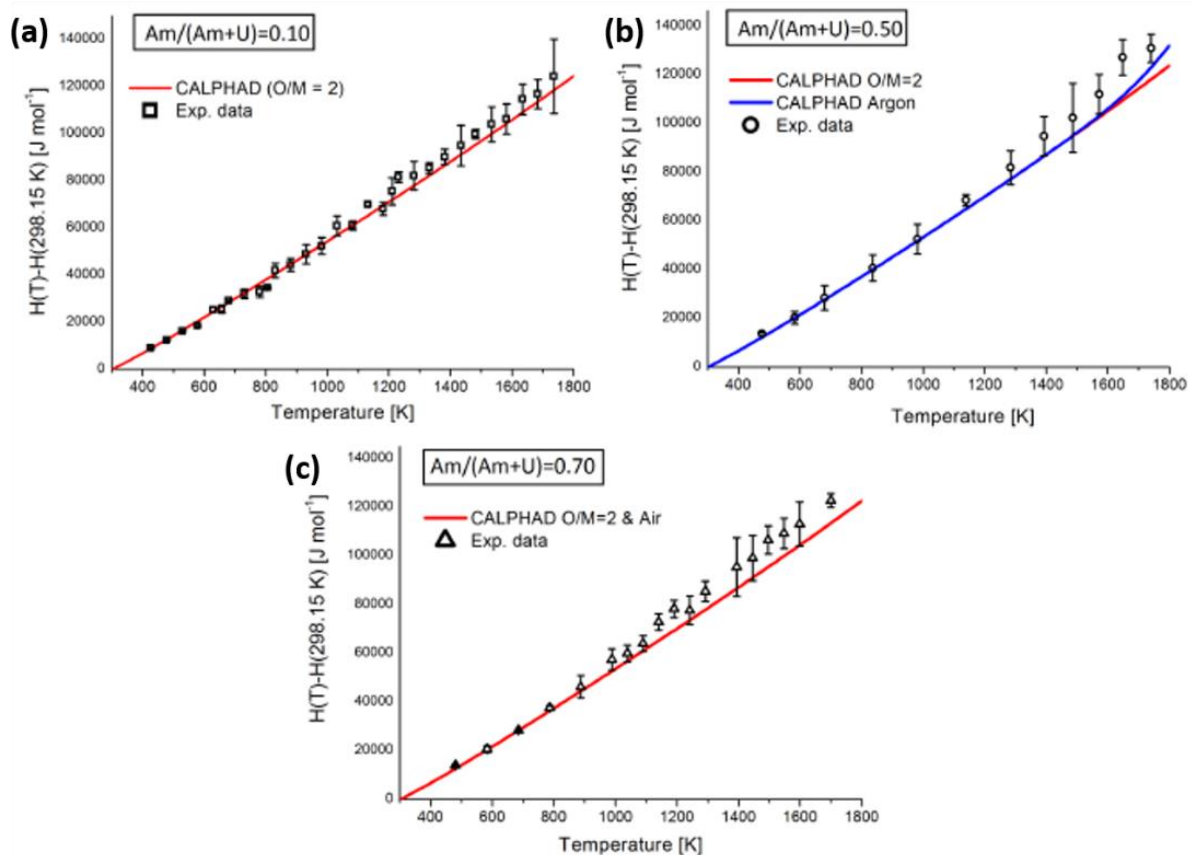 (a)
Am/(Am+U)=0.10
CALPHAD (O/M = 2)
Exp. data
H(T)-H(298.15 K) [J mol⁻¹]
140000
120000
100000
80000
60000
40000
20000
0
400 600 800 1000 1200 1400 1600 1800
Temperature [K]
(b)
Am/(Am+U)=0.50
CALPHAD O/M=2
CALPHAD Argon
Exp. data
H(T)-H(298.15 K) [J mol⁻¹]
140000
120000
100000
80000
60000
40000
20000
0
400 600 800 1000 1200 1400 1600 1800
Temperature [K]
(c)
Am/(Am+U)=0.70
CALPHAD O/M=2 & Air
Exp. data
H(T)-H(298.15 K) [J mol⁻¹]
140000
120000
100000
80000
60000
40000
20000
0
400 600 800 1000 1200 1400 1600 1800
Temperature [K]